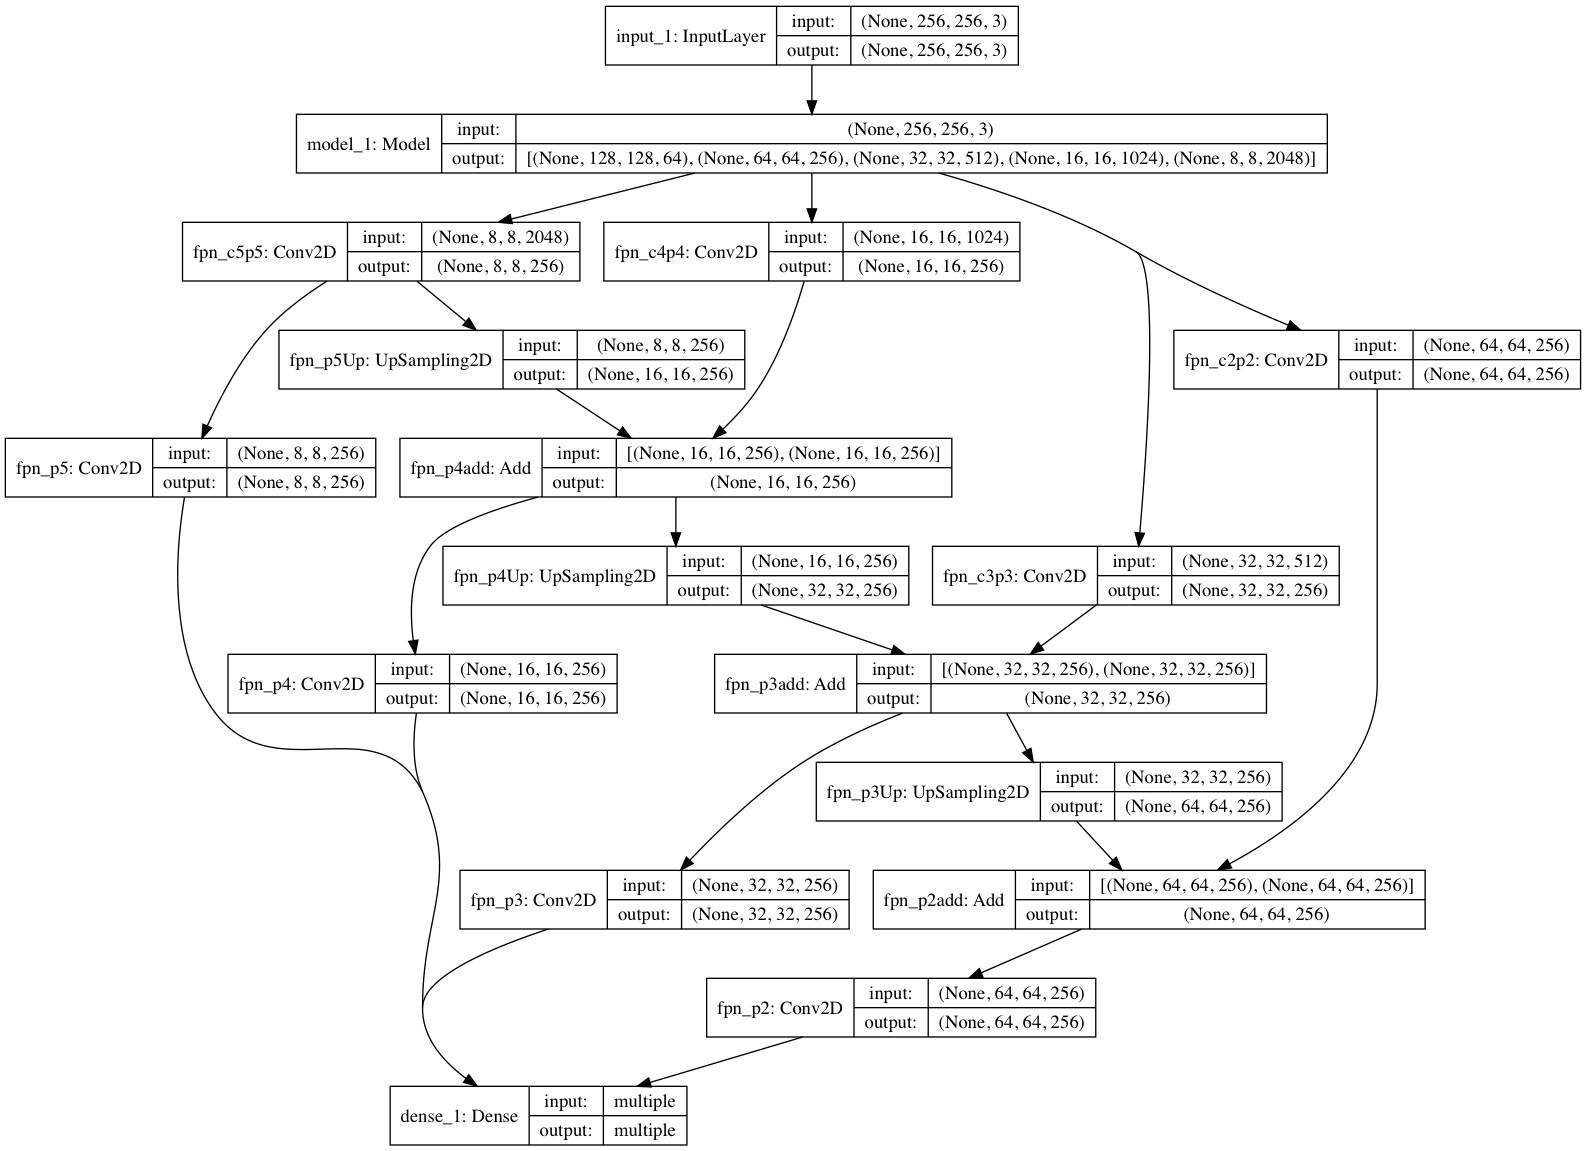 input_1: InputLayer
input: (None, 256, 256, 3)
output: (None, 256, 256, 3)
model_1: Model
input: (None, 256, 256, 3)
output: [(None, 128, 128, 64), (None, 64, 64, 256), (None, 32, 32, 512), (None, 16, 16, 1024), (None, 8, 8, 2048)]
fpn_c5p5: Conv2D
input: (None, 8, 8, 2048)
output: (None, 8, 8, 256)
fpn_c4p4: Conv2D
input: (None, 16, 16, 1024)
output: (None, 16, 16, 256)
fpn_p5Up: UpSampling2D
input: (None, 8, 8, 256)
output: (None, 16, 16, 256)
fpn_c2p2: Conv2D
input: (None, 64, 64, 256)
output: (None, 64, 64, 256)
fpn_p5: Conv2D
input: (None, 8, 8, 256)
output: (None, 8, 8, 256)
fpn_p4add: Add
input: [(None, 16, 16, 256), (None, 16, 16, 256)]
output: (None, 16, 16, 256)
fpn_p4Up: UpSampling2D
input: (None, 16, 16, 256)
output: (None, 32, 32, 256)
fpn_c3p3: Conv2D
input: (None, 32, 32, 512)
output: (None, 32, 32, 256)
fpn_p4: Conv2D
input: (None, 16, 16, 256)
output: (None, 16, 16, 256)
fpn_p3add: Add
input: [(None, 32, 32, 256), (None, 32, 32, 256)]
output: (None, 32, 32, 256)
fpn_p3Up: UpSampling2D
input: (None, 32, 32, 256)
output: (None, 64, 64, 256)
fpn_p3: Conv2D
input: (None, 32, 32, 256)
output: (None, 32, 32, 256)
fpn_p2add: Add
input: [(None, 64, 64, 256), (None, 64, 64, 256)]
output: (None, 64, 64, 256)
fpn_p2: Conv2D
input: (None, 64, 64, 256)
output: (None, 64, 64, 256)
dense_1: Dense
input: multiple
output: multiple